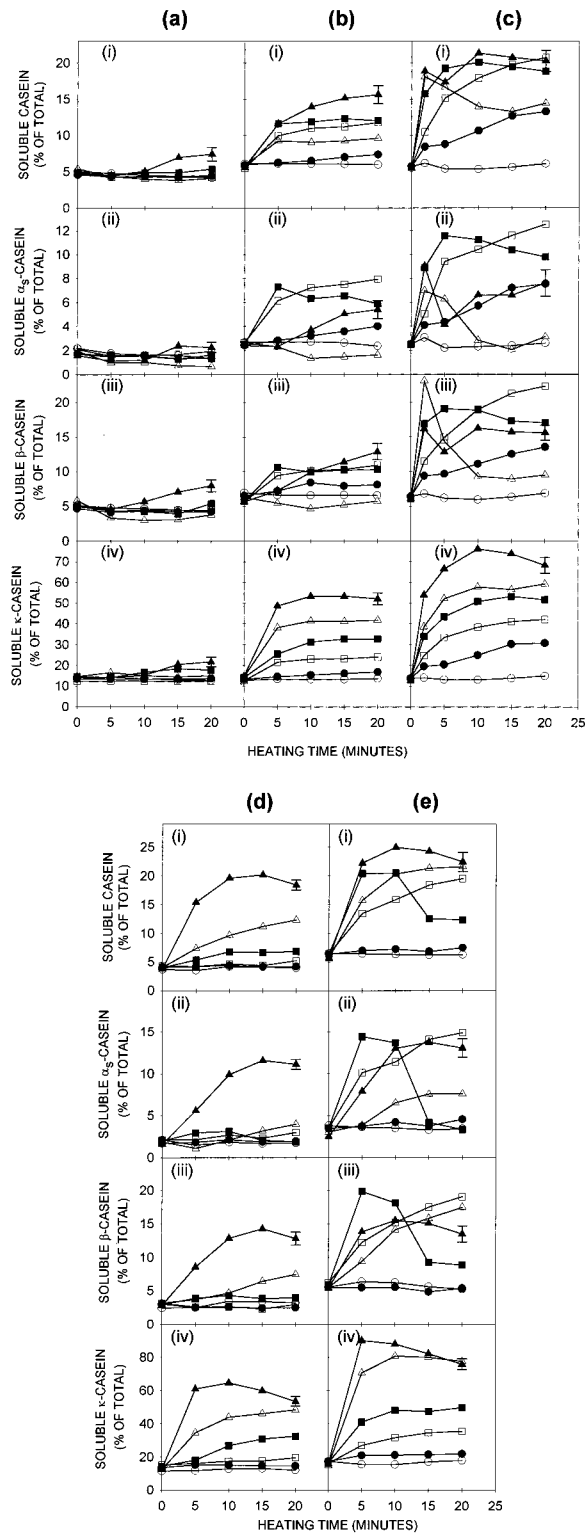 (a) (b) (c)
(i) (i) (i)
SOLUBLE CASEIN
(% OF TOTAL)
20
15
10
5
0
(ii) (ii) (ii)
SOLUBLE αs-CASEIN
(% OF TOTAL)
12
10
8
6
4
2
0
(iii) (iii) (iii)
SOLUBLE β-CASEIN
(% OF TOTAL)
20
15
10
5
0
(iv) (iv) (iv)
SOLUBLE κ-CASEIN
(% OF TOTAL)
70
60
50
40
30
20
10
0
0 5 10 15 20 0 5 10 15 20 0 5 10 15 20 25
HEATING TIME (MINUTES)
(d) (e)
(i) (i)
SOLUBLE CASEIN
(% OF TOTAL)
25
20
15
10
5
0
(ii) (ii)
SOLUBLE αs-CASEIN
(% OF TOTAL)
15
10
5
0
(iii) (iii)
SOLUBLE β-CASEIN
(% OF TOTAL)
20
15
10
5
0
(iv) (iv)
SOLUBLE κ-CASEIN
(% OF TOTAL)
80
60
40
20
0
0 5 10 15 20 0 5 10 15 20 25
HEATING TIME (MINUTES)